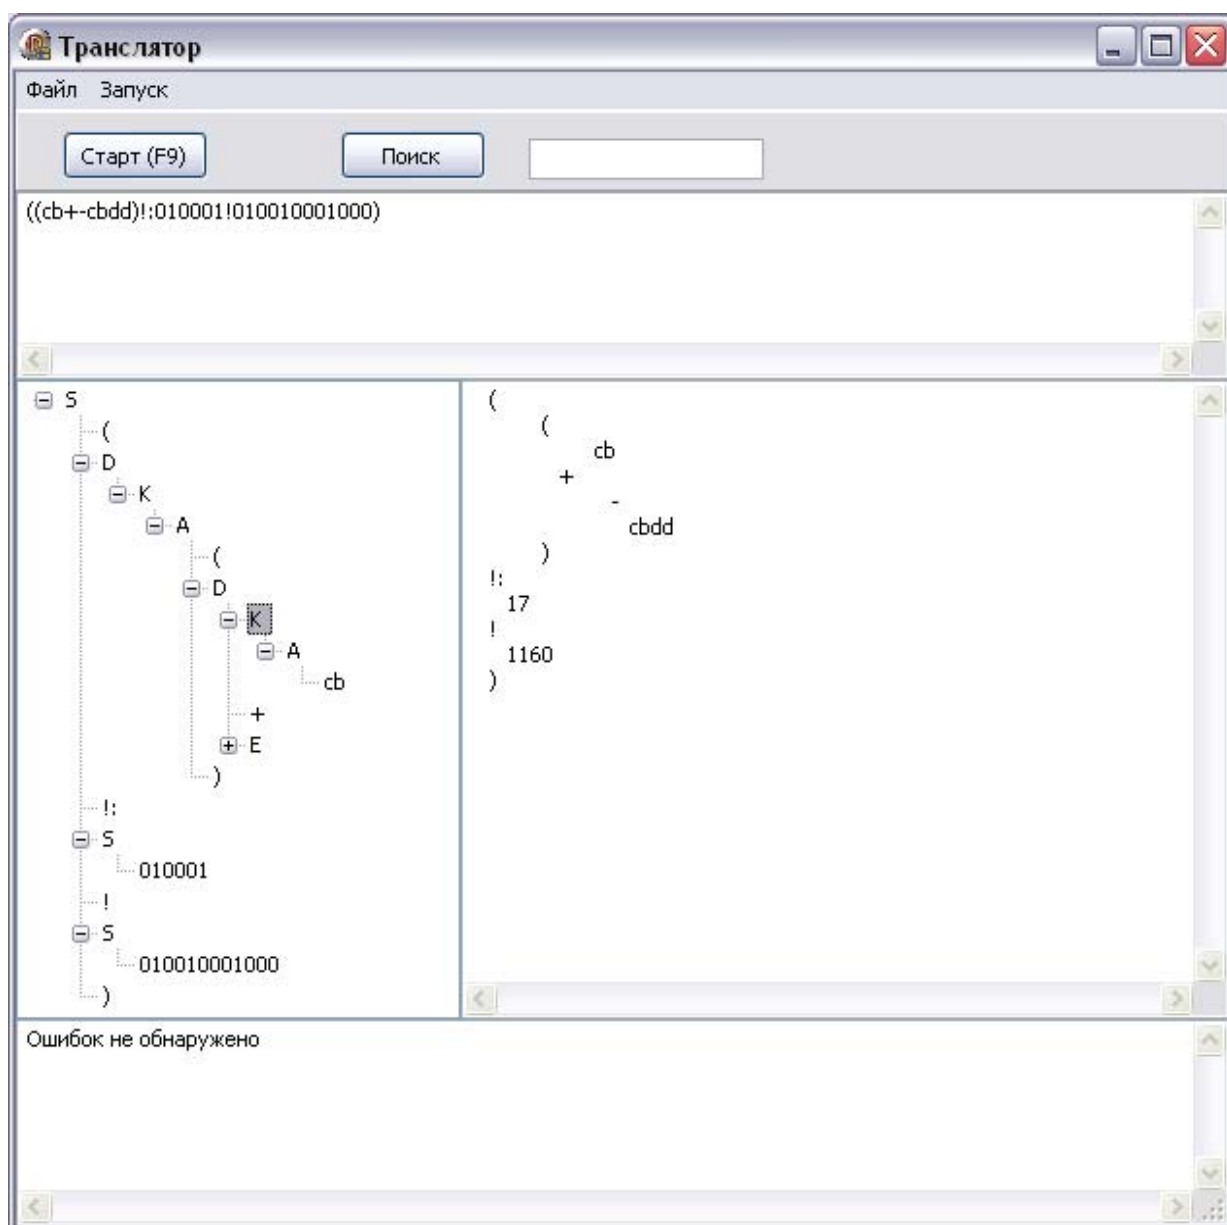 Транслятор
Файл Запуск
Старт (F9) Поиск
((cb+-cbdd)!:010001!010010001000)
S
(
D
K
A
(
D
K
A
cb
+
E
)
!:
S
010001
!
S
010010001000
)
(
(
cb
+
-
cbdd
)
!:
17
!
1160
)
Ошибок не обнаружено